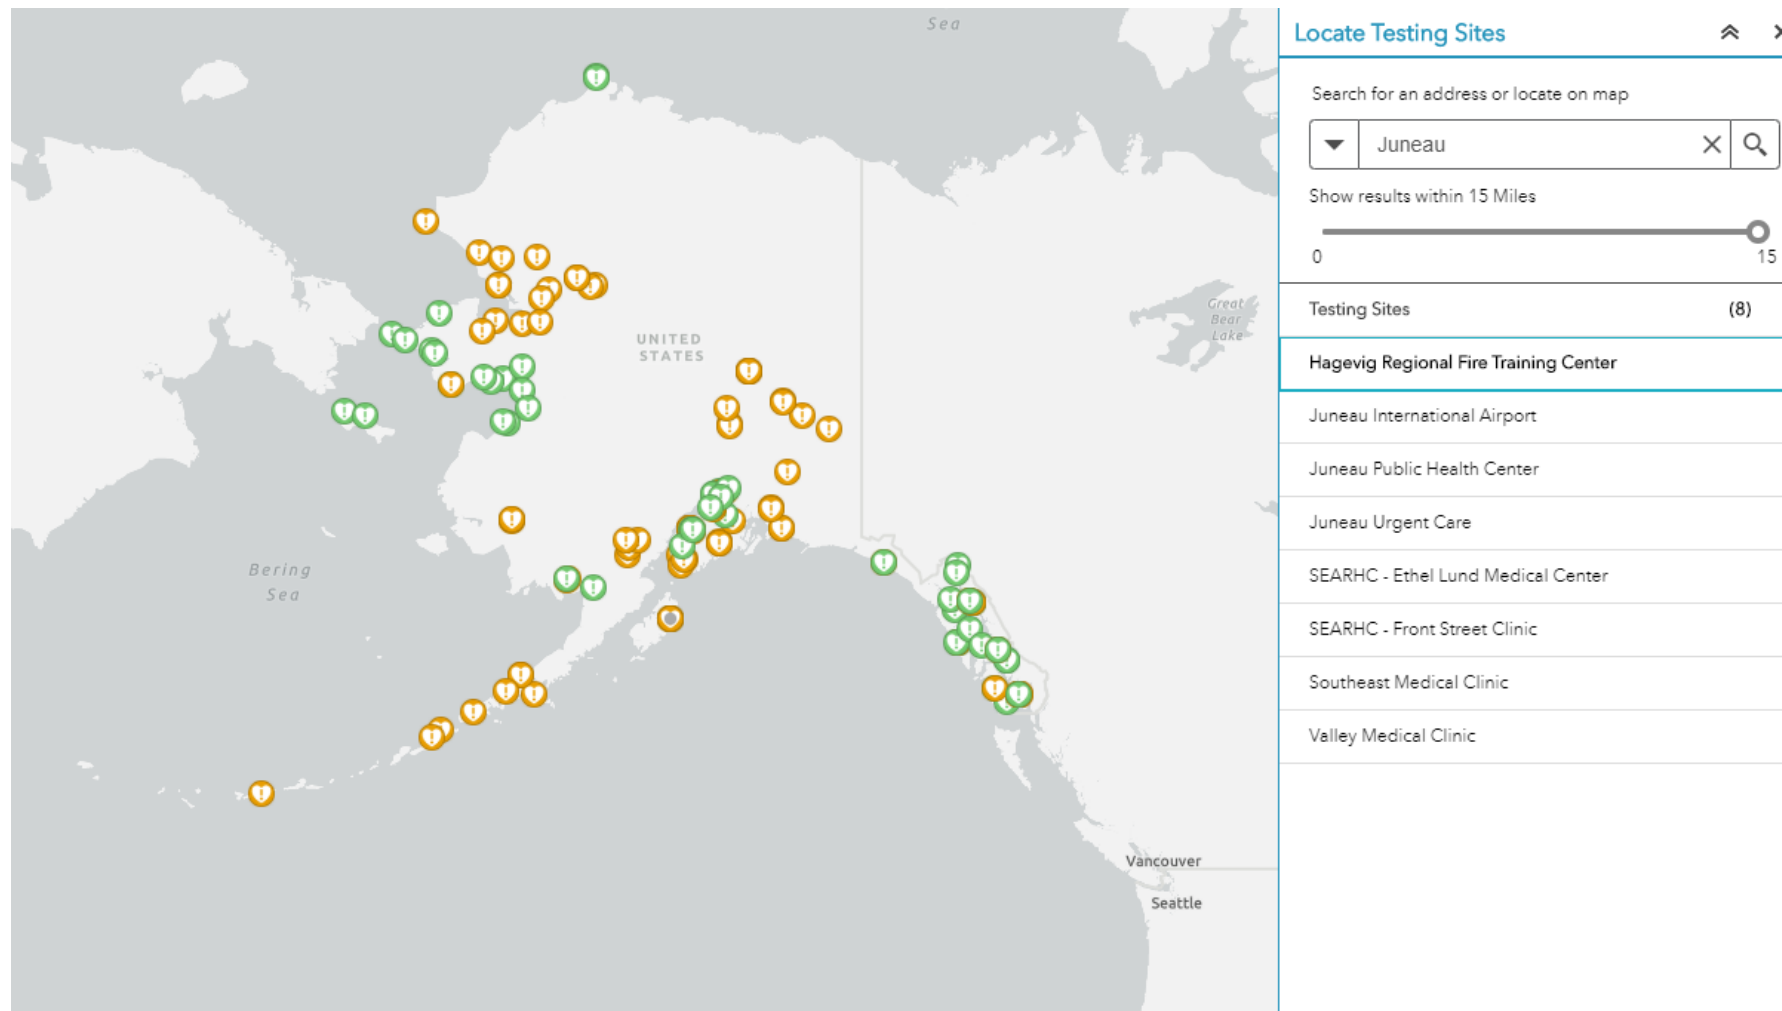 Sea
UNITED
STATES
Great
Bear
Lake
Bering
Sea
Vancouver
Seattle
Locate Testing Sites
Search for an address or locate on map
Juneau
Show results within 15 Miles
0 15
Testing Sites (8)
Hagevig Regional Fire Training Center
Juneau International Airport
Juneau Public Health Center
Juneau Urgent Care
SEARHC - Ethel Lund Medical Center
SEARHC - Front Street Clinic
Southeast Medical Clinic
Valley Medical Clinic